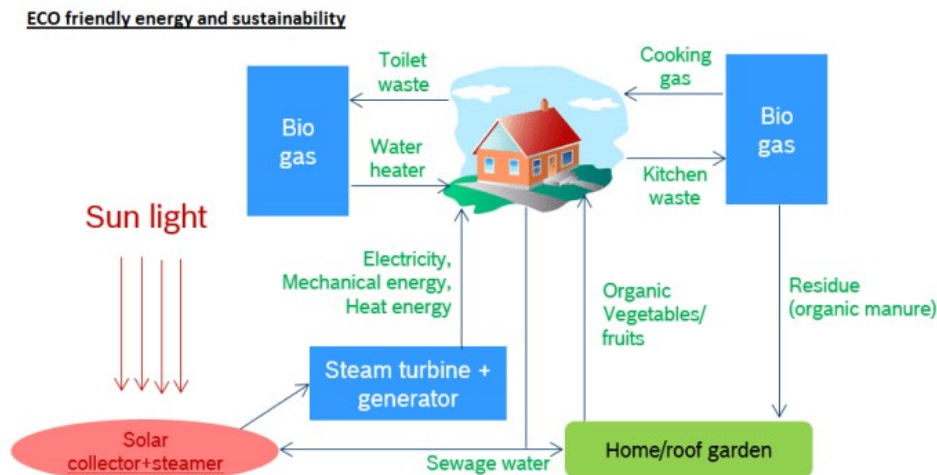 ECO friendly energy and sustainability
Toilet
waste
Cooking
gas
Bio
gas
Bio
gas
Water
heater
Kitchen
waste
Sun light
Electricity,
Mechanical energy,
Heat energy
Organic
Vegetables/
fruits
Residue
(organic manure)
Steam turbine +
generator
Solar
collector+steamer
Sewage water
Home/roof garden